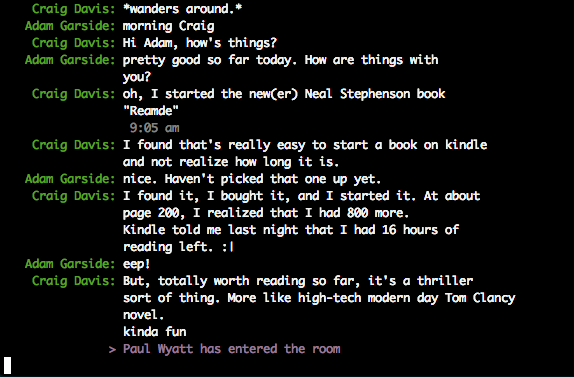 Craig Davis: *wanders around.*
Adam Garside: morning Craig
Craig Davis: Hi Adam, how's things?
Adam Garside: pretty good so far today. How are things with
you?
Craig Davis: oh, I started the new(er) Neal Stephenson book
"Reamde"
9:05 am
Craig Davis: I found that's really easy to start a book on kindle
and not realize how long it is.
Adam Garside: nice. Haven't picked that one up yet.
Craig Davis: I found it, I bought it, and I started it. At about
page 200, I realized that I had 800 more.
Kindle told me last night that I had 16 hours of
reading left. :|
Adam Garside: eep!
Craig Davis: But, totally worth reading so far, it's a thriller
sort of thing. More like high-tech modern day Tom Clancy
novel.
kinda fun
> Paul Wyatt has entered the room